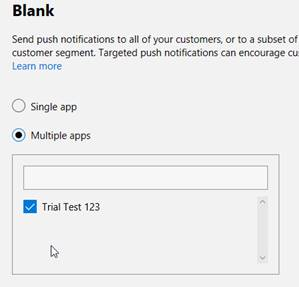 Blank
Send push notifications to all of your customers, or to a subset of
customer segment. Targeted push notifications can encourage cu
Learn more
Single app
Multiple apps
Trial Test 123